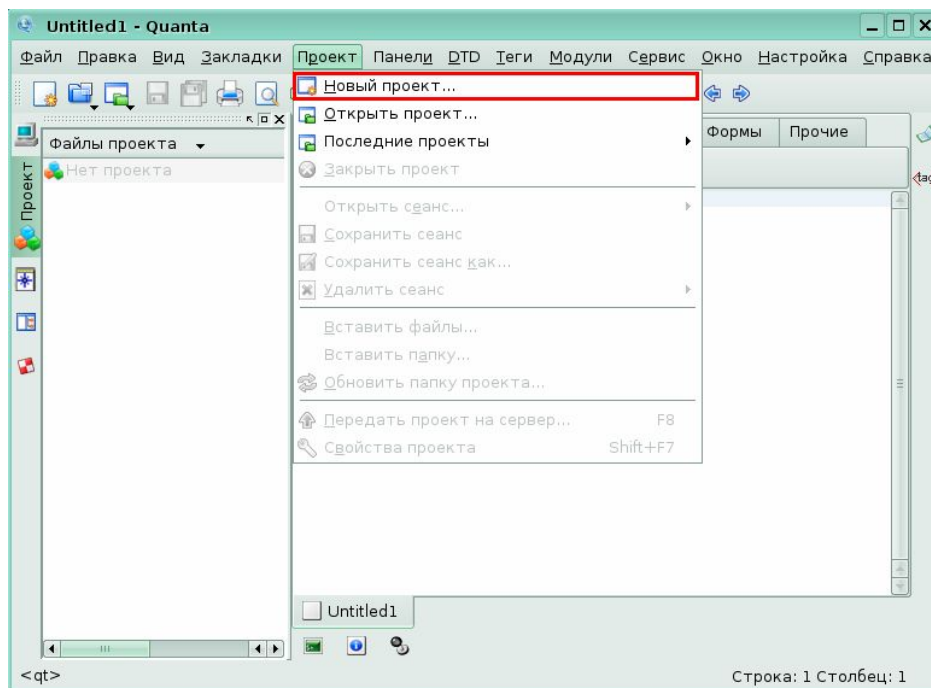 Untitled1 - Quanta
Файл Правка Вид Закладки Проект Панели DTD Теги Модули Сервис Окно Настройка Справка
Новый проект...
Открыть проект...
Последние проекты
Закрыть проект
Открыть сеанс...
Сохранить сеанс
Сохранить сеанс как...
Удалить сеанс
Вставить файлы...
Вставить папку...
Обновить папку проекта...
Передать проект на сервер... F8
Свойства проекта Shift+F7
Формы Прочие
Файлы проекта
Нет проекта
Проект
Untitled1
<qt>
Строка: 1 Столбец: 1